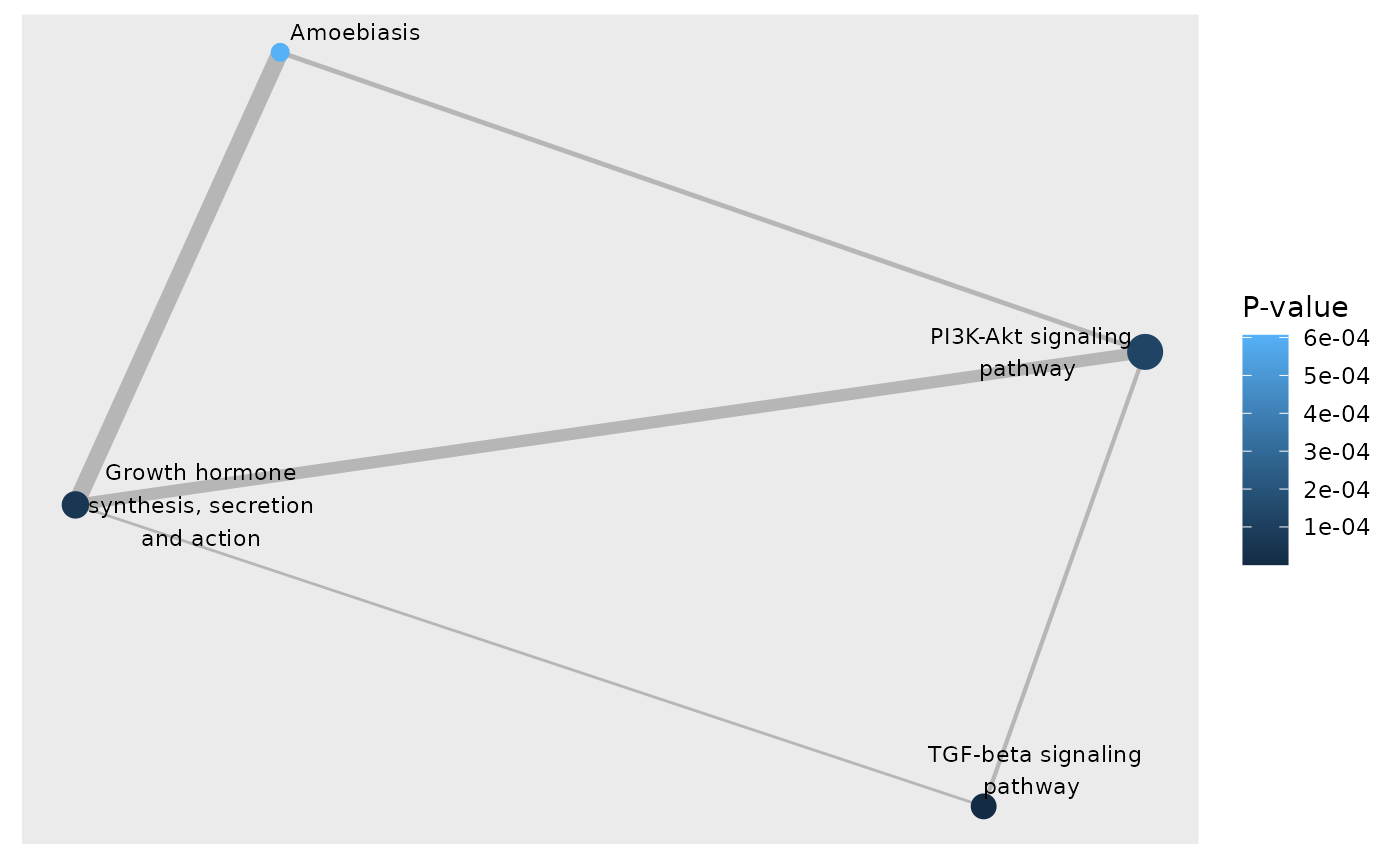 Amoebiasis
PI3K-Akt signaling
pathway
Growth hormone
synthesis, secretion
and action
TGF-beta signaling
pathway
P-value
6e-04
5e-04
4e-04
3e-04
2e-04
1e-04